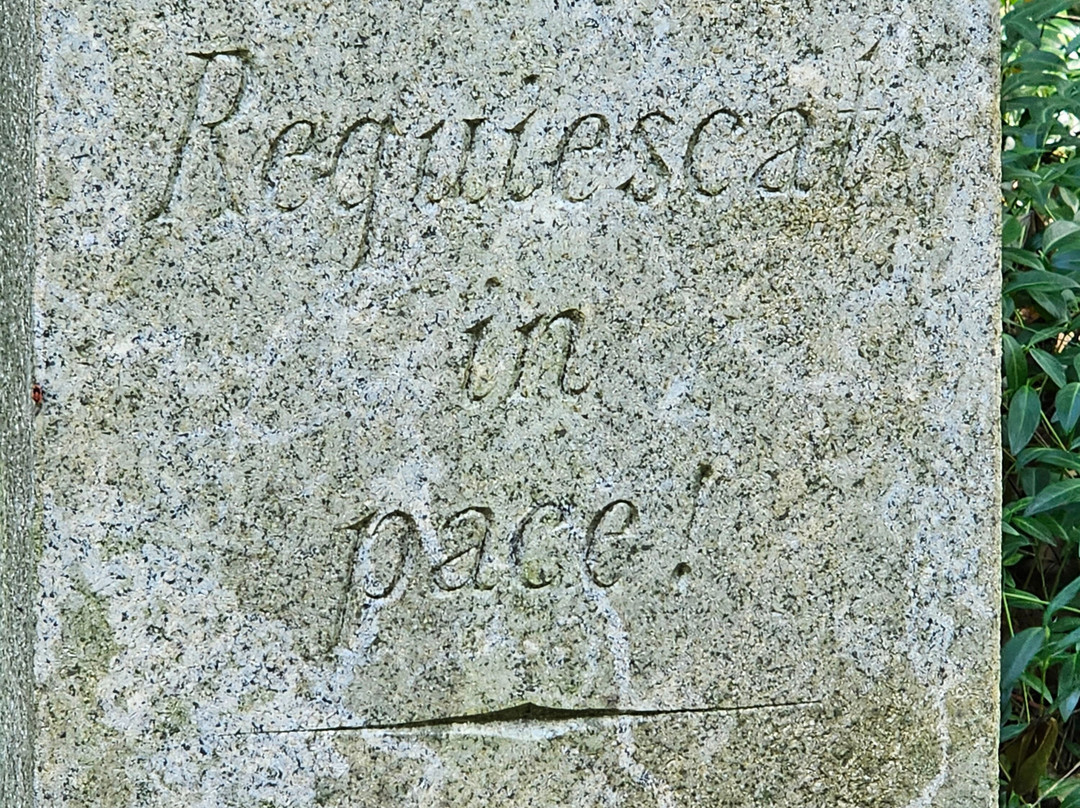 Requiescat
in
pace!